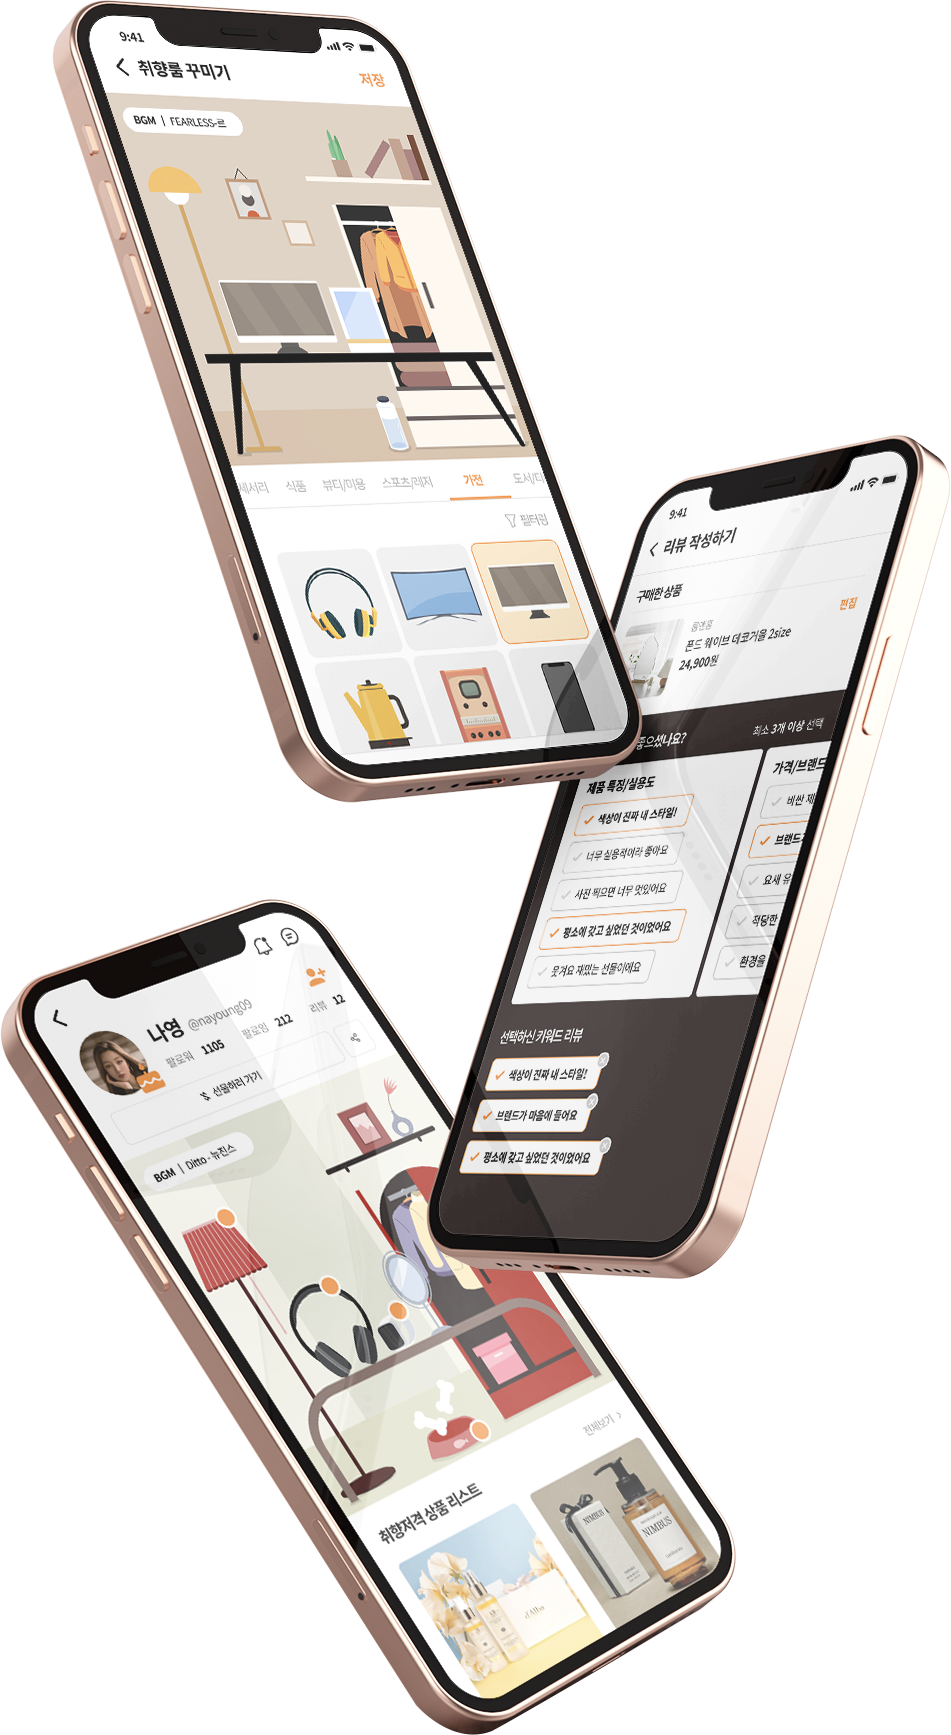 9:41
취향룸 꾸미기
저장
BGM | FEARLESS-르
세서리 식품 뷰티/미용 스포츠/레저 가전 도서/티
필터링
9:41
리뷰 작성하기
구매한 상품
편집
룸앤홈
폰드 웨이브 데코거울 2size
24,900원
좋으셨나요?
최소 3개 이상 선택
제품 특징/실용도
색상이 진짜 내 스타일!
너무 실용적이라 좋아요
사진 찍으면 너무 멋있어요
평소에 갖고 싶었던 것이었어요
웃겨요 재밌는 선물이에요
가격/브랜드
비싼 제
브랜드
요새 유
적당한
환경을
선택하신 키워드 리뷰
색상이 진짜 내 스타일!
브랜드가 마음에 들어요
평소에 갖고 싶었던 것이었어요
나영 @nayoung09
팔로워 1105 팔로잉 212 리뷰 12
선물하러 가기
BGM | Ditto - 뉴진스
전체보기
취향저격 상품 리스트
NIMBUS
NIMBUS
d'Alba